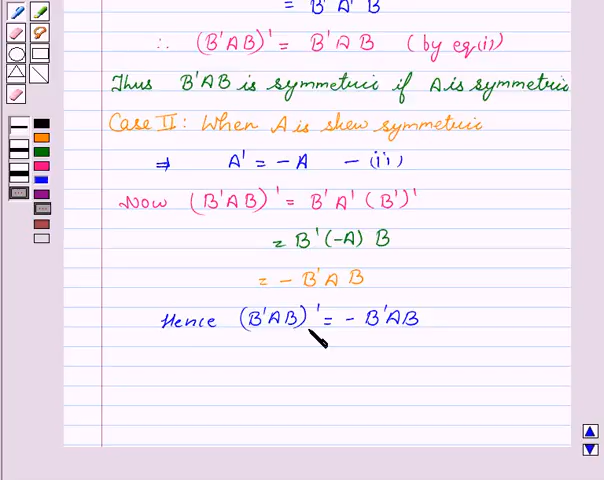 = B' A' B
∴ (B'AB)' = B'AB (by eq(i))
Thus B'AB is symmetric if A is symmetric
Case II: When A is skew symmetric
⇒ A' = -A - (ii)
Now (B'AB)' = B'A'(B')'
= B'(-A) B
= - B'AB
Hence (B'AB)' = - B'AB